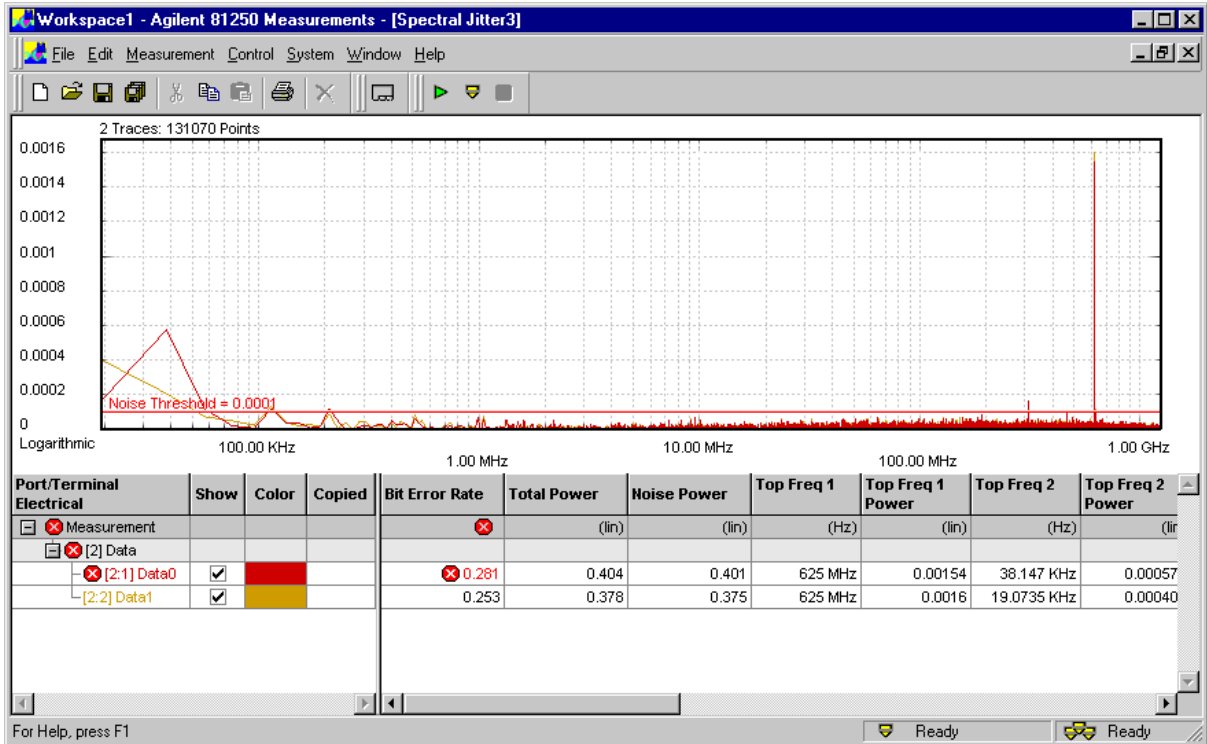 Workspace1 - Agilent 81250 Measurements - [Spectral Jitter3]
File Edit Measurement Control System Window Help
2 Traces: 131070 Points
0.0016
0.0014
0.0012
0.001
0.0008
0.0006
0.0004
0.0002
Noise Threshold = 0.0001
0
Logarithmic 100.00 KHz 1.00 MHz 10.00 MHz 100.00 MHz 1.00 GHz
Port/Terminal Electrical Show Color Copied Bit Error Rate Total Power Noise Power Top Freq 1 Top Freq 1 Power Top Freq 2 Top Freq 2 Power
Measurement (lin) (lin) (Hz) (lin) (Hz) (lin
[2] Data
[2:1] Data0 0.281 0.404 0.401 625 MHz 0.00154 38.147 KHz 0.00057
[2:2] Data1 0.253 0.378 0.375 625 MHz 0.0016 19.0735 KHz 0.00040
For Help, press F1 Ready Ready